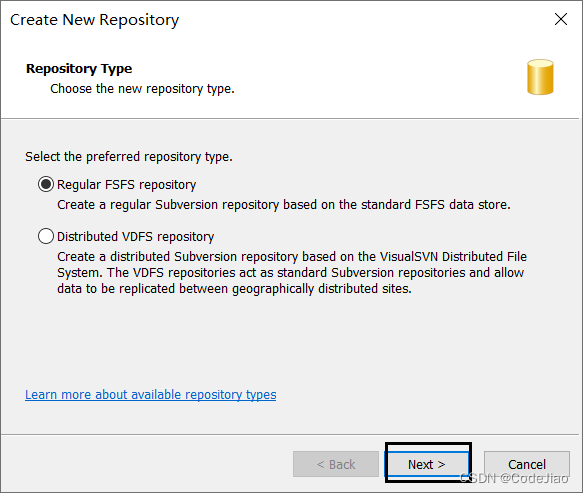 Create New Repository
Repository Type
Choose the new repository type.
Select the preferred repository type.
Regular FSFS repository
Create a regular Subversion repository based on the standard FSFS data store.
Distributed VDFS repository
Create a distributed Subversion repository based on the VisualSVN Distributed File
System. The VDFS repositories act as standard Subversion repositories and allow
data to be replicated between geographically distributed sites.
Learn more about available repository types
< Back Next > Cancel
CSDN @CodeJiao